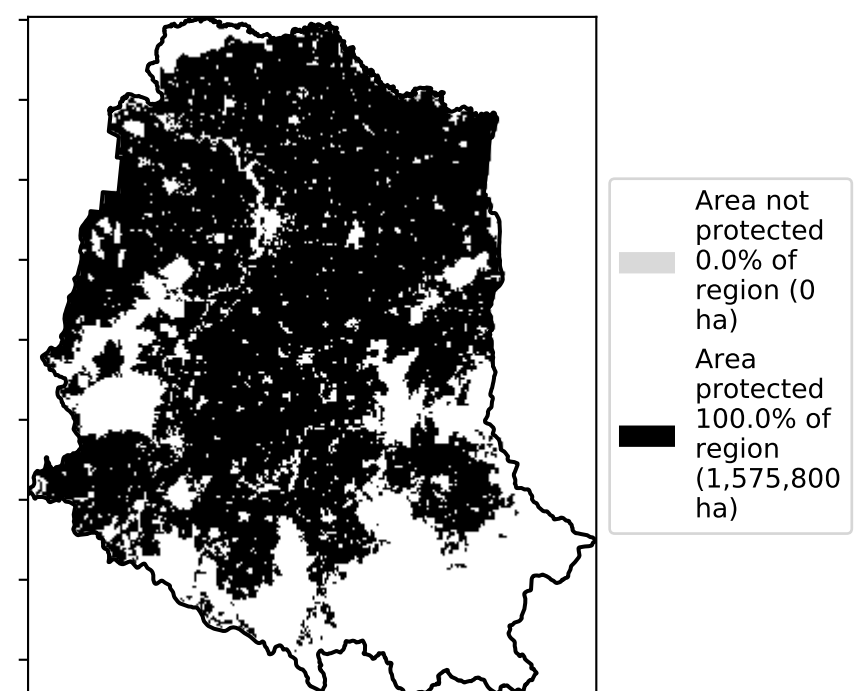 Area not
protected
0.0% of
region (0
ha)
Area
protected
100.0% of
region
(1,575,800
ha)